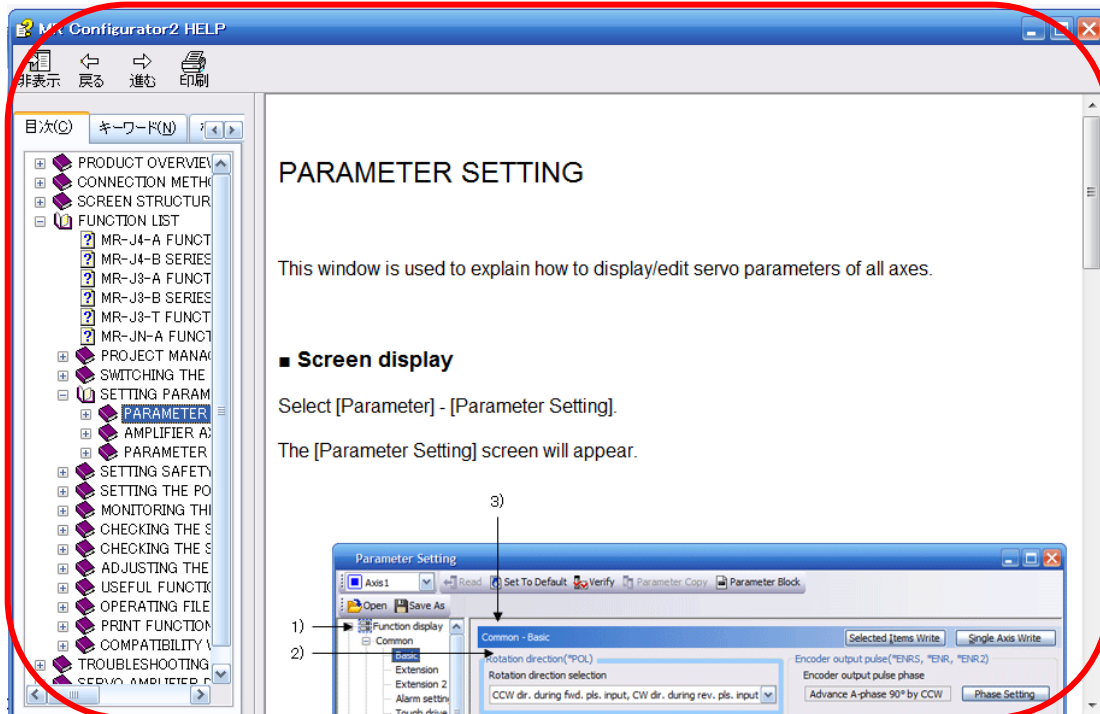 MR Configurator2 HELP
非表示 戻る 進む 印刷
目次(C) キーワード(N)
PRODUCT OVERVIEW
CONNECTION METH
SCREEN STRUCTUR
FUNCTION LIST
MR-J4-A FUNCT
MR-J4-B SERIES
MR-J3-A FUNCT
MR-J3-B SERIES
MR-J3-T FUNCT
MR-JN-A FUNCT
PROJECT MANA
SWITCHING THE
SETTING PARAM
PARAMETER
AMPLIFIER A
PARAMETER
SETTING SAFETY
SETTING THE PO
MONITORING TH
CHECKING THE S
CHECKING THE S
ADJUSTING THE
USEFUL FUNCTIO
OPERATING FILE
PRINT FUNCTION
COMPATIBILITY
TROUBLESHOOTING
SERVO AMPLIFIER
PARAMETER SETTING
This window is used to explain how to display/edit servo parameters of all axes.
■ Screen display
Select [Parameter] - [Parameter Setting].
The [Parameter Setting] screen will appear.
3)
Parameter Setting
Axis1 Read Set To Default Verify Parameter Copy Parameter Block
Open Save As
1)
Function display
2)
Common
Basic
Extension
Extension 2
Alarm settin
Touch drive
Common - Basic Selected Items Write Single Axis Write
Rotation direction(*POL)
Rotation direction selection
CCW dir. during fwd. pls. input, CW dir. during rev. pls. input
Encoder output pulse(*ENRS, *ENR, *ENR2)
Encoder output pulse phase
Advance A-phase 90° by CCW Phase Setting